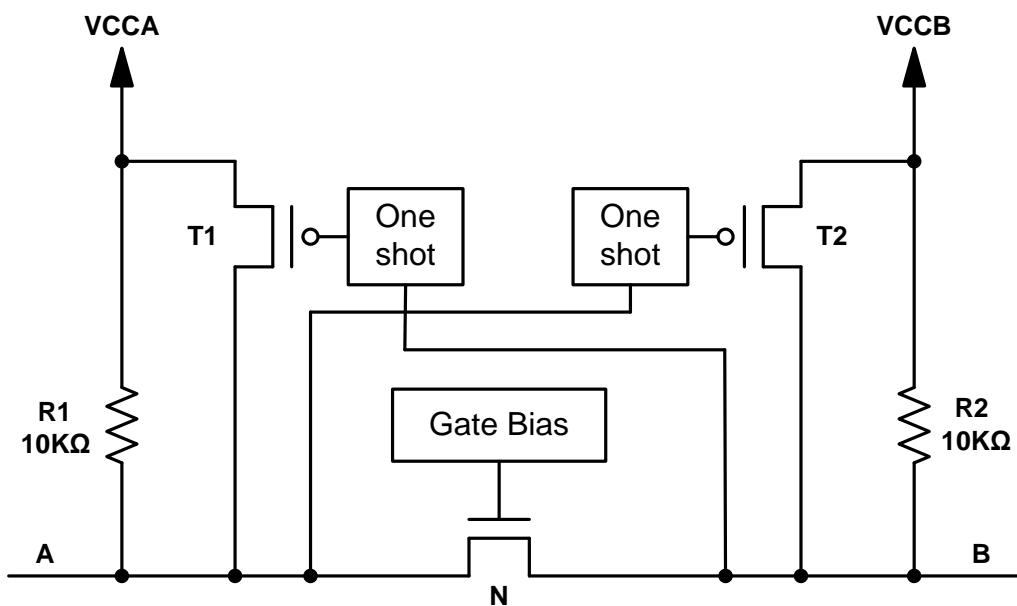 VCCA
VCCB
T1
One
shot
One
shot
T2
R1
10KΩ
Gate Bias
R2
10KΩ
A
B
N